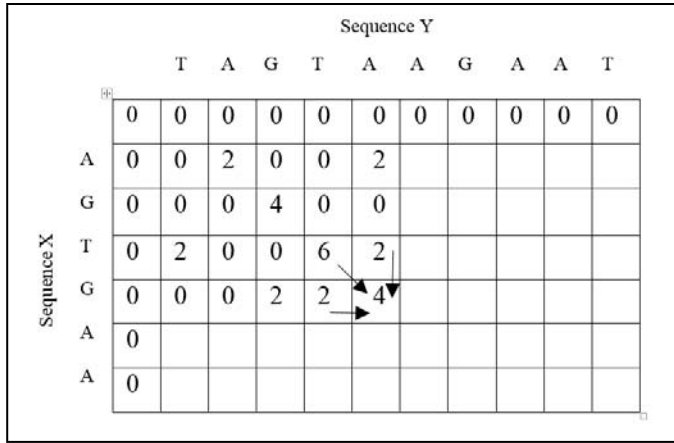 Sequence Y
T A G T A A G A A T
0 0 0 0 0 0 0 0 0 0 0
A 0 0 2 0 0 2
G 0 0 0 4 0 0
T 0 2 0 0 6 2
G 0 0 0 2 2 4
A 0
A 0
Sequence X